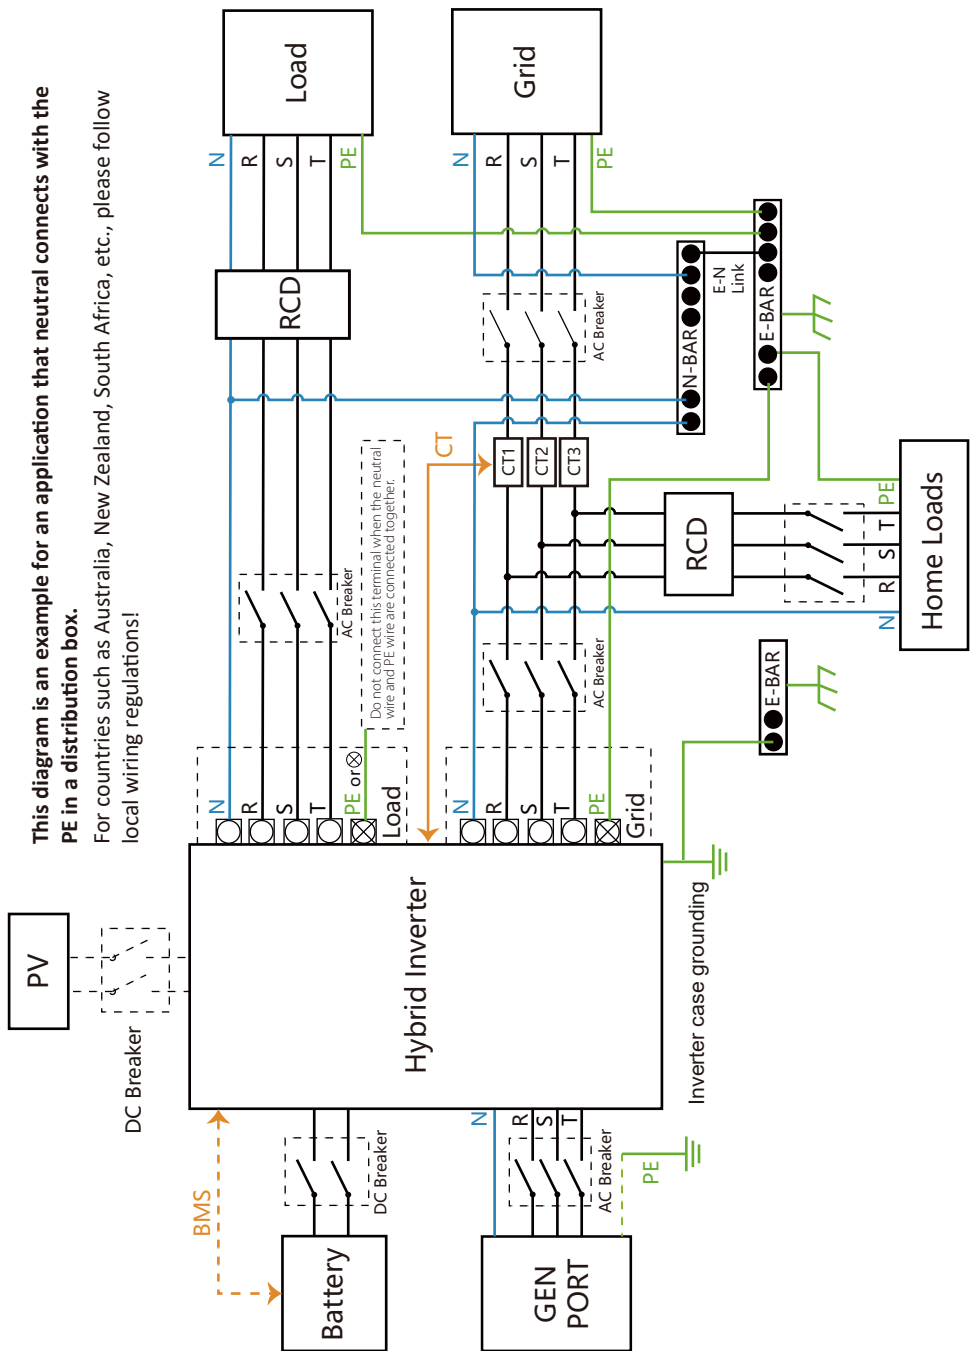 This diagram is an example for an application that neutral connects with the
PE in a distribution box.
For countries such as Australia, New Zealand, South Africa, etc., please follow
local wiring regulations!
PV
DC Breaker
BMS
Battery
DC Breaker
GEN
PORT
AC Breaker
N
R
S
T
PE
Hybrid Inverter
Inverter case grounding
N
R
S
T
PE or
Load
Do not connect this terminal when the neutral
wire and PE wire are connected together.
AC Breaker
RCD
N
R
S
T
PE
Load
CT
N
R
S
T
PE
Grid
AC Breaker
CT1
CT2
CT3
AC Breaker
N
R
S
T
PE
Grid
N-BAR
E-N
Link
E-BAR
RCD
N
R
S
T
PE
Home Loads
E-BAR